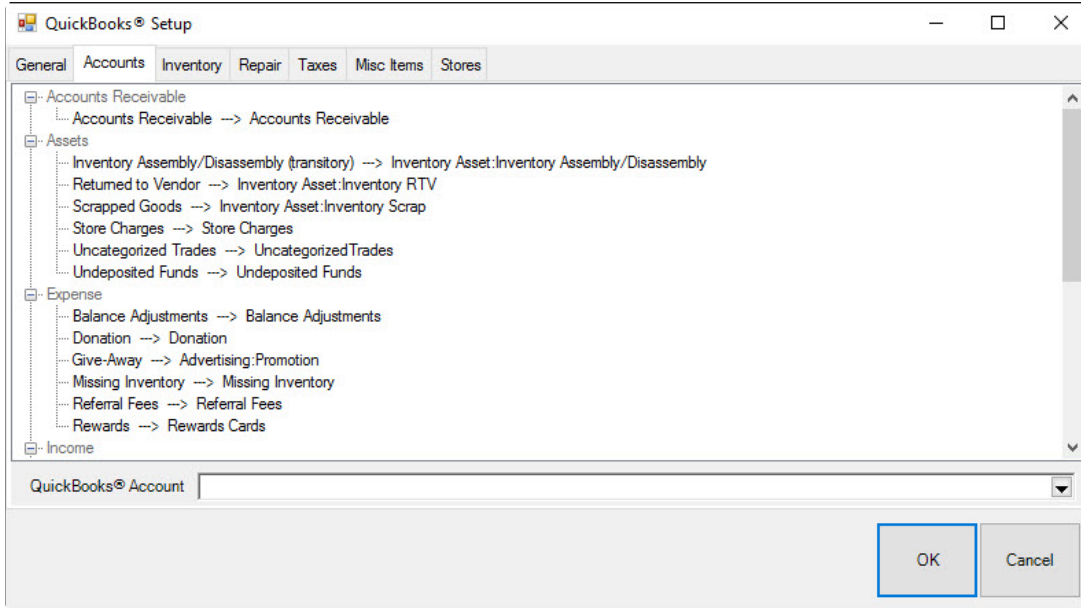 QuickBooks® Setup
General Accounts Inventory Repair Taxes Misc Items Stores
Accounts Receivable
Accounts Receivable ---> Accounts Receivable
Assets
Inventory Assembly/Disassembly (transitory) ---> Inventory Asset:Inventory Assembly/Disassembly
Returned to Vendor ---> Inventory Asset:Inventory RTV
Scrapped Goods ---> Inventory Asset:Inventory Scrap
Store Charges ---> Store Charges
Uncategorized Trades ---> UncategorizedTrades
Undeposited Funds ---> Undeposited Funds
Expense
Balance Adjustments ---> Balance Adjustments
Donation ---> Donation
Give-Away ---> Advertising:Promotion
Missing Inventory ---> Missing Inventory
Referral Fees ---> Referral Fees
Rewards ---> Rewards Cards
Income
QuickBooks® Account
OK Cancel